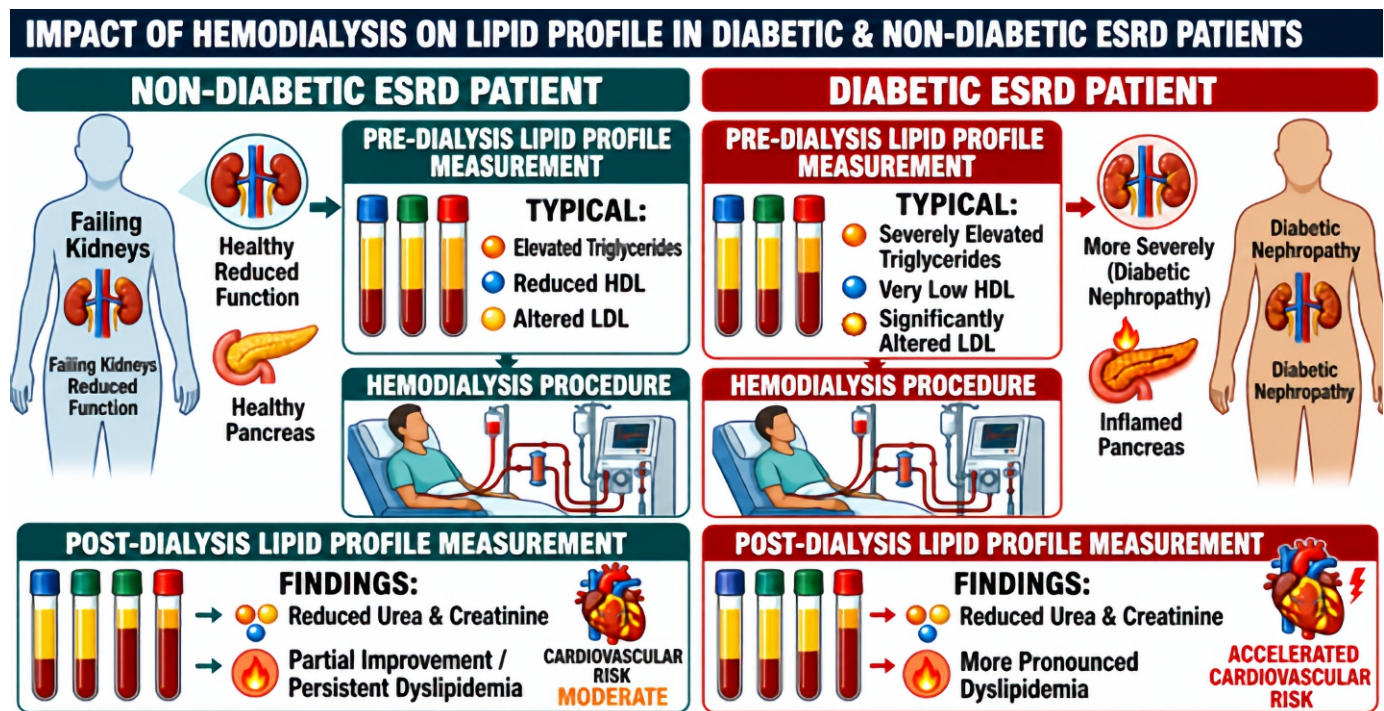 IMPACT OF HEMODIALYSIS ON LIPID PROFILE IN DIABETIC & NON-DIABETIC ESRD PATIENTS
NON-DIABETIC ESRD PATIENT
Failing
Kidneys
Failing Kidneys
Reduced
Function
Healthy
Reduced
Function
Healthy
Pancreas
PRE-DIALYSIS LIPID PROFILE
MEASUREMENT
TYPICAL:
Elevated Triglycerides
Reduced HDL
Altered LDL
HEMODIALYSIS PROCEDURE
POST-DIALYSIS LIPID PROFILE MEASUREMENT
FINDINGS:
Reduced Urea & Creatinine
Partial Improvement /
Persistent Dyslipidemia
CARDIOVASCULAR
RISK
MODERATE
DIABETIC ESRD PATIENT
PRE-DIALYSIS LIPID PROFILE
MEASUREMENT
TYPICAL:
Severely Elevated
Triglycerides
Very Low HDL
Significantly
Altered LDL
More Severely
(Diabetic
Nephropathy)
Inflamed
Pancreas
Diabetic
Nephropathy
Diabetic
Nephropathy
HEMODIALYSIS PROCEDURE
POST-DIALYSIS LIPID PROFILE MEASUREMENT
FINDINGS:
Reduced Urea & Creatinine
More Pronounced
Dyslipidemia
ACCELERATED
CARDIOVASCULAR
RISK